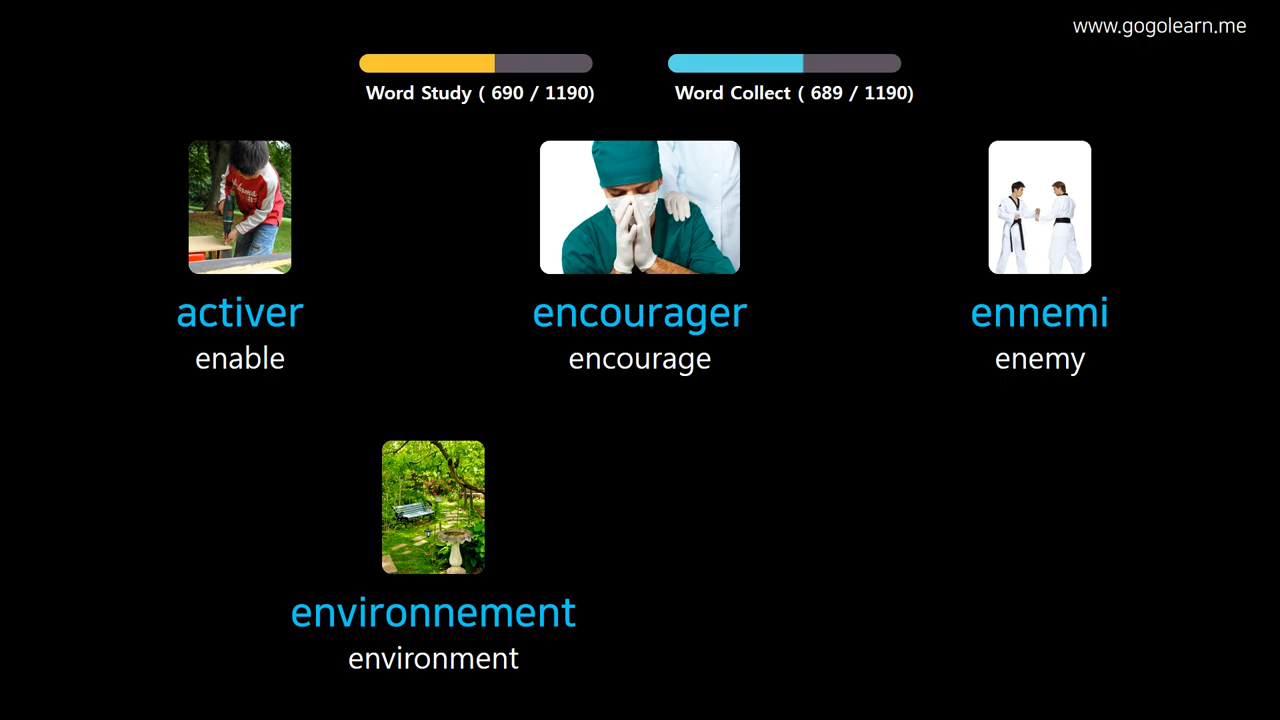 www.gogolearn.me
Word Study ( 690 / 1190)
Word Collect ( 689 / 1190)
activer
enable
encourager
encourage
ennemi
enemy
environnement
environment